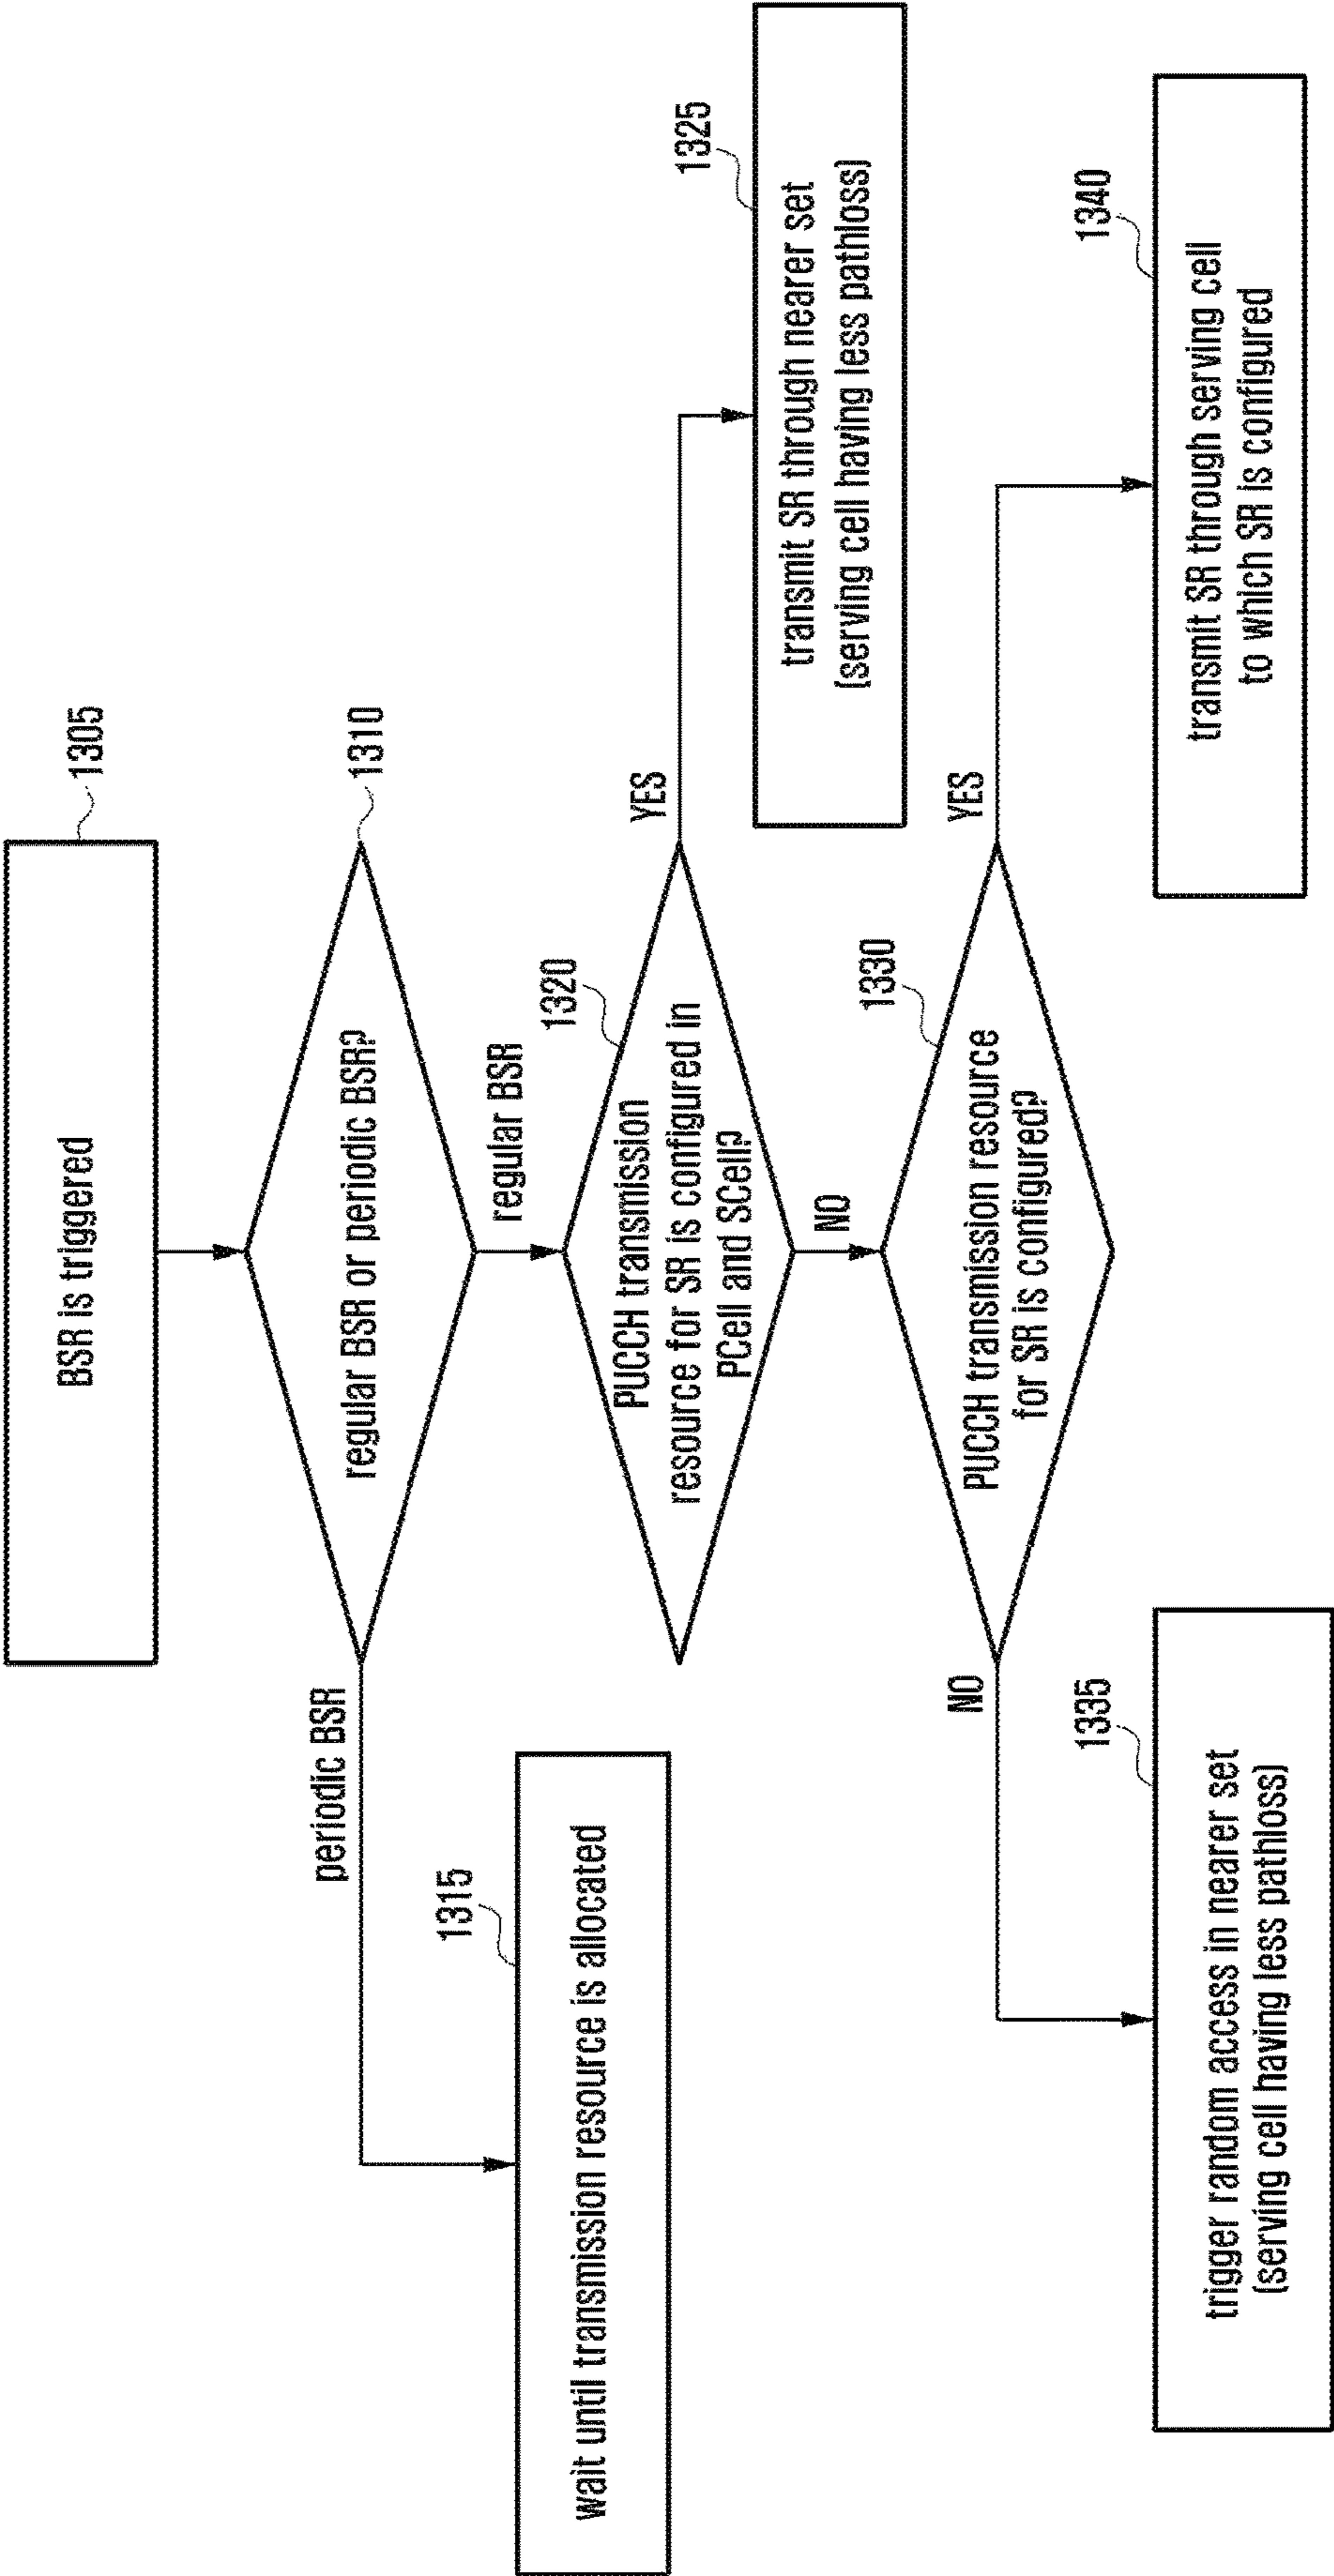 BSR is triggered
1305
regular BSR or periodic BSR?
1310
periodic BSR
regular BSR
1315
wait until transmission resource is allocated
1320
PUCCH transmission
resource for SR is configured in
PCell and SCell?
YES
NO
1325
transmit SR through nearer set
(serving cell having less pathloss)
1330
PUCCH transmission resource
for SR is configured?
NO
YES
1335
trigger random access in nearer set
(serving cell having less pathloss)
1340
transmit SR through serving cell
to which SR is configured